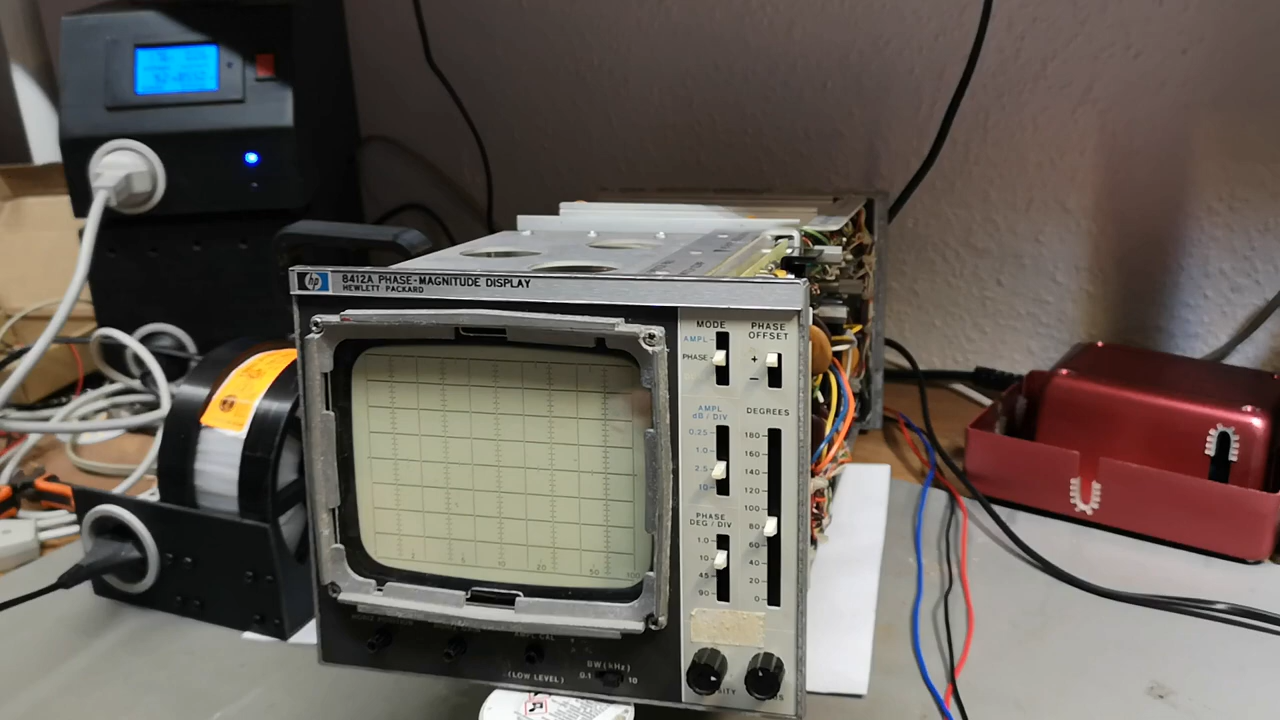 hp 8412A PHASE-MAGNITUDE DISPLAY
HEWLETT·PACKARD
MODE
AMPL
PHASE
PHASE
OFFSET
+
−
AMPL
dB / DIV
0.25
1.0
2.5
10
DEGREES
180
160
140
120
100
80
60
40
20
0
PHASE
DEG / DIV
1.0
10
45
90
2
5
10
20
50
100
AMPL CAL
(LOW LEVEL)
BW (kHz)
0.1
10